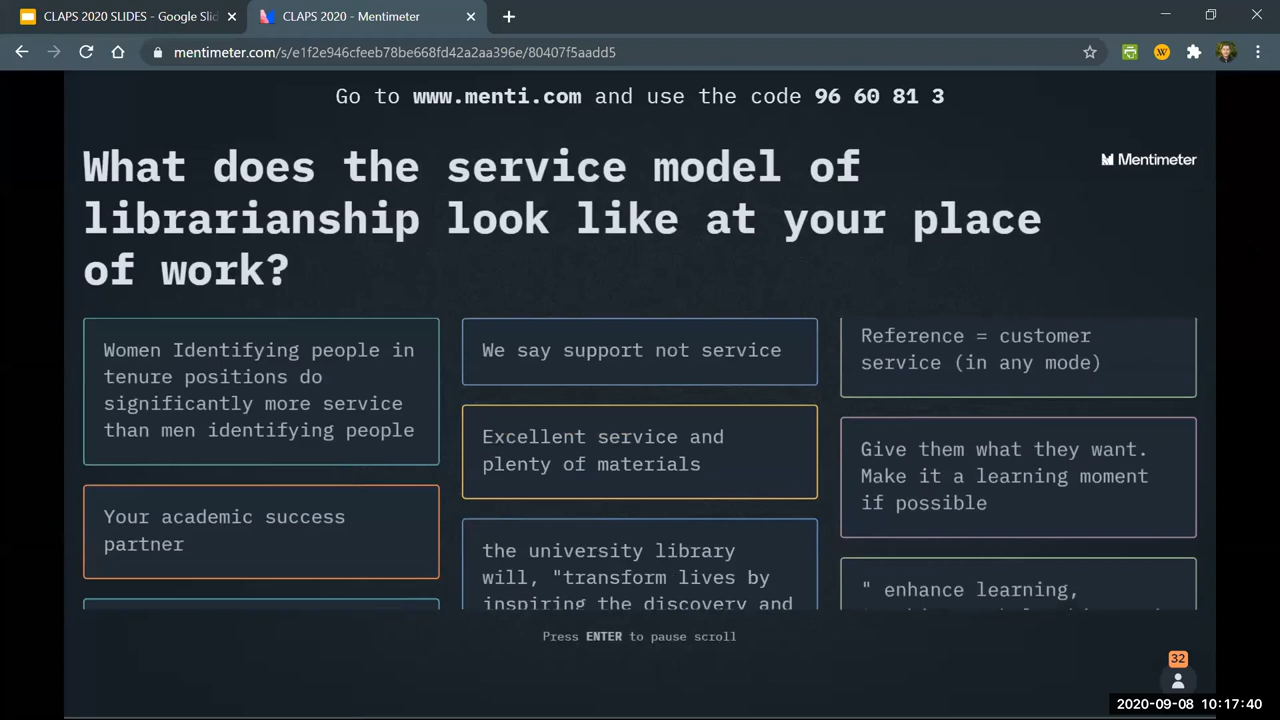 CLAPS 2020 SLIDES - Google Slid
CLAPS 2020 - Mentimeter
mentimeter.com/s/e1f2e946cfeeb78be668fd42a2aa396e/80407f5aadd5
Go to www.menti.com and use the code 96 60 81 3
What does the service model of
librarianship look like at your place
of work?
Mentimeter
Women Identifying people in
tenure positions do
significantly more service
than men identifying people
Your academic success
partner
We say support not service
Excellent service and
plenty of materials
the university library
will, "transform lives by
inspiring the discovery and
Reference = customer
service (in any mode)
Give them what they want.
Make it a learning moment
if possible
" enhance learning,
Press ENTER to pause scroll
32
2020-09-08 10:17:40